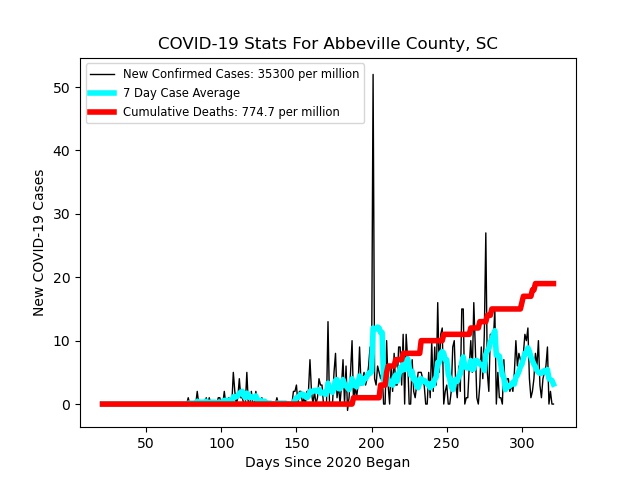 COVID-19 Stats For Abbeville County, SC
New Confirmed Cases: 35300 per million
7 Day Case Average
Cumulative Deaths: 774.7 per million
New COVID-19 Cases
50
40
30
20
10
0
50 100 150 200 250 300
Days Since 2020 Began